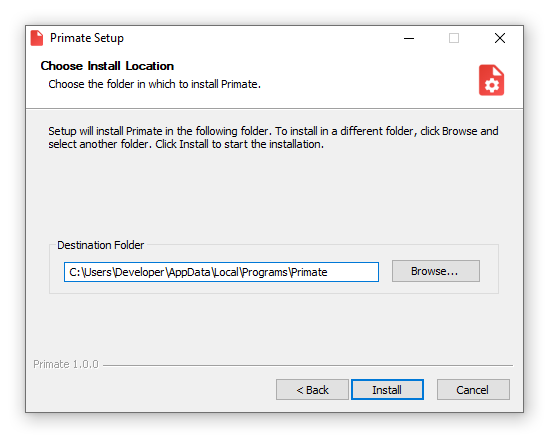 Primate Setup
Choose Install Location
Choose the folder in which to install Primate.
Setup will install Primate in the following folder. To install in a different folder, click Browse and
select another folder. Click Install to start the installation.
Destination Folder
C:\Users\Developer\AppData\Local\Programs\Primate
Browse...
Primate 1.0.0
< Back
Install
Cancel